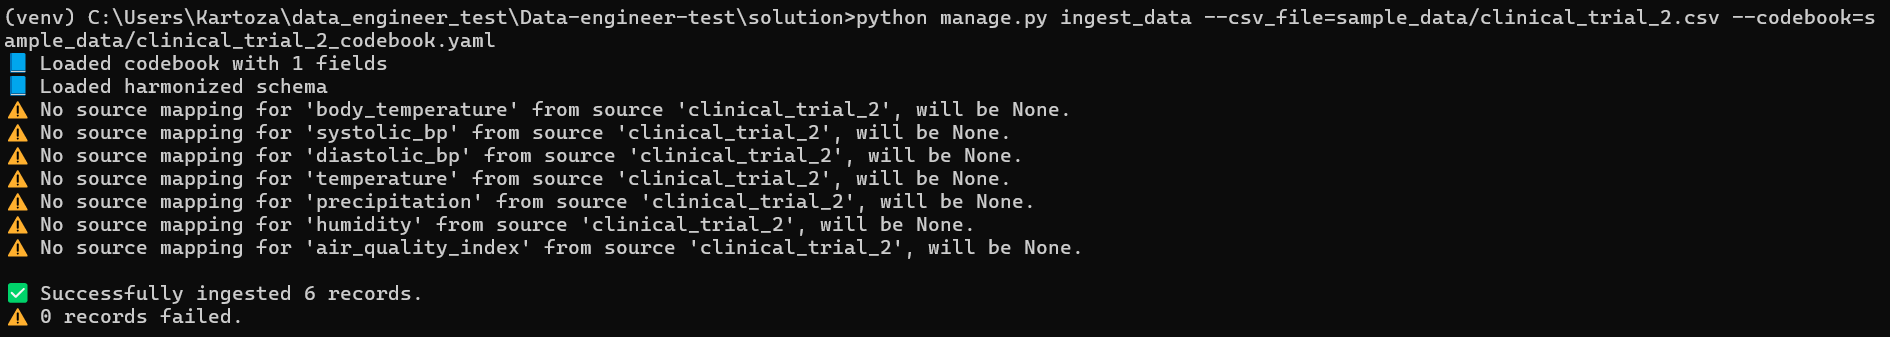 (venv) C:\Users\Kartoza\data_engineer_test\Data-engineer-test\solution>python manage.py ingest_data --csv_file=sample_data/clinical_trial_2.csv --codebook=s
ample_data/clinical_trial_2_codebook.yaml
📘 Loaded codebook with 1 fields
📘 Loaded harmonized schema
⚠️ No source mapping for 'body_temperature' from source 'clinical_trial_2', will be None.
⚠️ No source mapping for 'systolic_bp' from source 'clinical_trial_2', will be None.
⚠️ No source mapping for 'diastolic_bp' from source 'clinical_trial_2', will be None.
⚠️ No source mapping for 'temperature' from source 'clinical_trial_2', will be None.
⚠️ No source mapping for 'precipitation' from source 'clinical_trial_2', will be None.
⚠️ No source mapping for 'humidity' from source 'clinical_trial_2', will be None.
⚠️ No source mapping for 'air_quality_index' from source 'clinical_trial_2', will be None.
✅ Successfully ingested 6 records.
⚠️ 0 records failed.